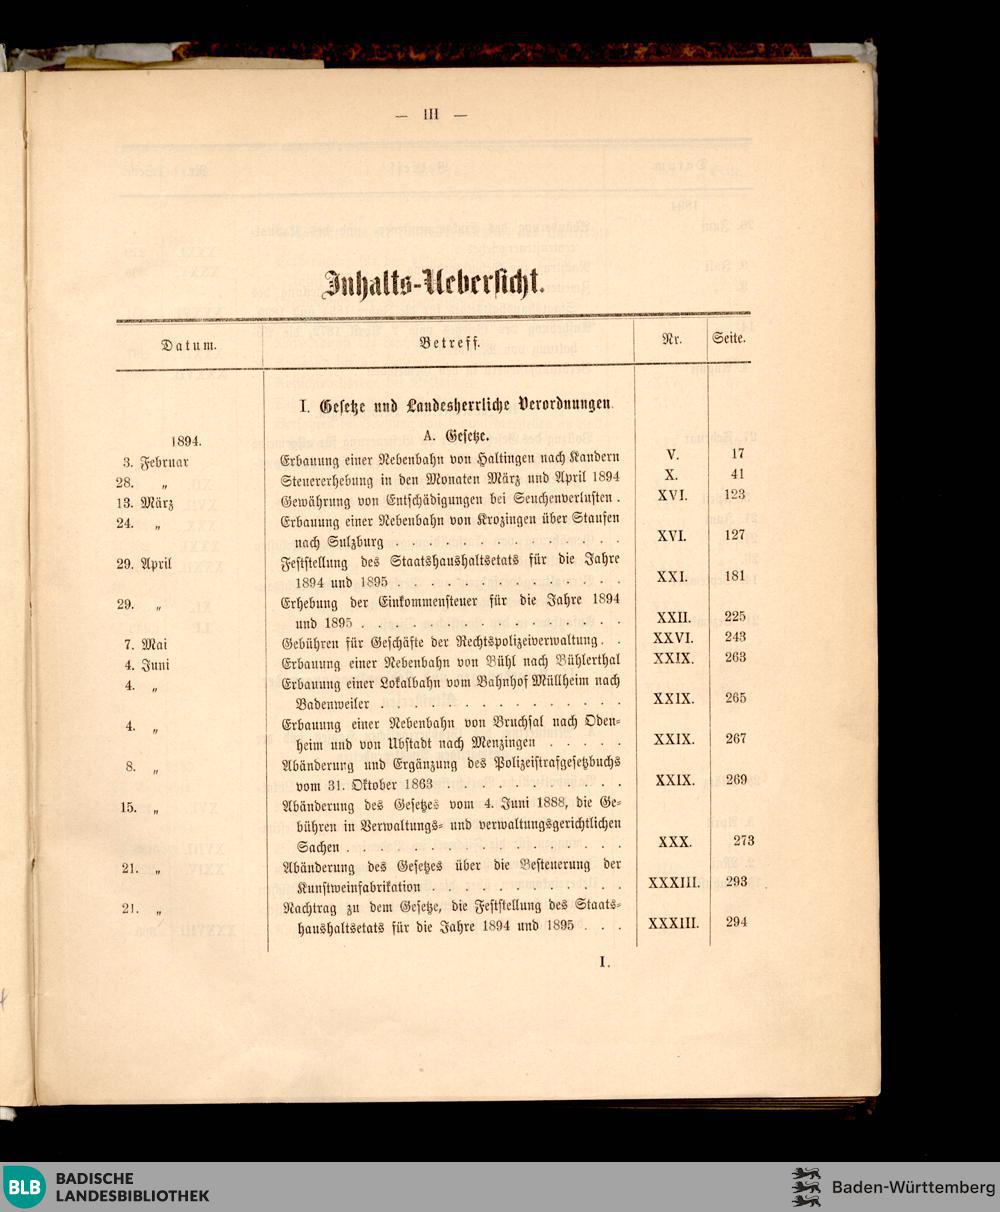 — III —
Inhalts-Uebersicht.
Datum. Betreff. Nr. Seite.
I. Gesetze und Landesherrliche Verordnungen.
A. Gesetze.
1894.
3. Februar Erbauung einer Nebenbahn von Haltingen nach Kandern V. 17
28. „ Steuererhebung in den Monaten März und April 1894 X. 41
13. März Gewährung von Entschädigungen bei Seuchenverlusten . XVI. 123
24. „ Erbauung einer Nebenbahn von Krozingen über Staufen
nach Sulzburg . . . . . . . . . . . . . . XVI. 127
29. April Feststellung des Staatshaushaltsetats für die Jahre
1894 und 1895 . . . . . . . . . . . . . XXI. 181
29. „ Erhebung der Einkommensteuer für die Jahre 1894
und 1895 . . . . . . . . . . . . . . . XXII. 225
7. Mai Gebühren für Geschäfte der Rechtspolizeiverwaltung . . XXVI. 243
4. Juni Erbauung einer Nebenbahn von Bühl nach Bühlerthal XXIX. 263
4. „ Erbauung einer Lokalbahn vom Bahnhof Müllheim nach
Badenweiler . . . . . . . . . . . . . . XXIX. 265
4. „ Erbauung einer Nebenbahn von Bruchsal nach Oden-
heim und von Ubstadt nach Menzingen . . . . . XXIX. 267
8. „ Abänderung und Ergänzung des Polizeistrafgesetzbuchs
vom 31. Oktober 1863 . . . . . . . . . . . XXIX. 269
15. „ Abänderung des Gesetzes vom 4. Juni 1888, die Ge-
bühren in Verwaltungs- und verwaltungsgerichtlichen
Sachen . . . . . . . . . . . . . . . . XXX. 273
21. „ Abänderung des Gesetzes über die Besteuerung der
Kunstweinfabrikation . . . . . . . . . . . XXXIII. 293
21. „ Nachtrag zu dem Gesetze, die Feststellung des Staats-
haushaltsetats für die Jahre 1894 und 1895 . . . XXXIII. 294
I.
BLB BADISCHE
LANDESBIBLIOTHEK
Baden-Württemberg